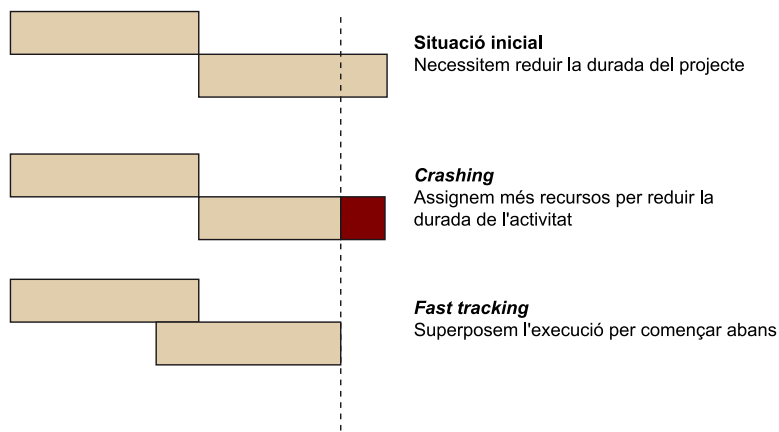 Situació inicial
Necessitem reduir la durada del projecte
Crashing
Assignem més recursos per reduir la
durada de l'activitat
Fast tracking
Superposem l'execució per començar abans